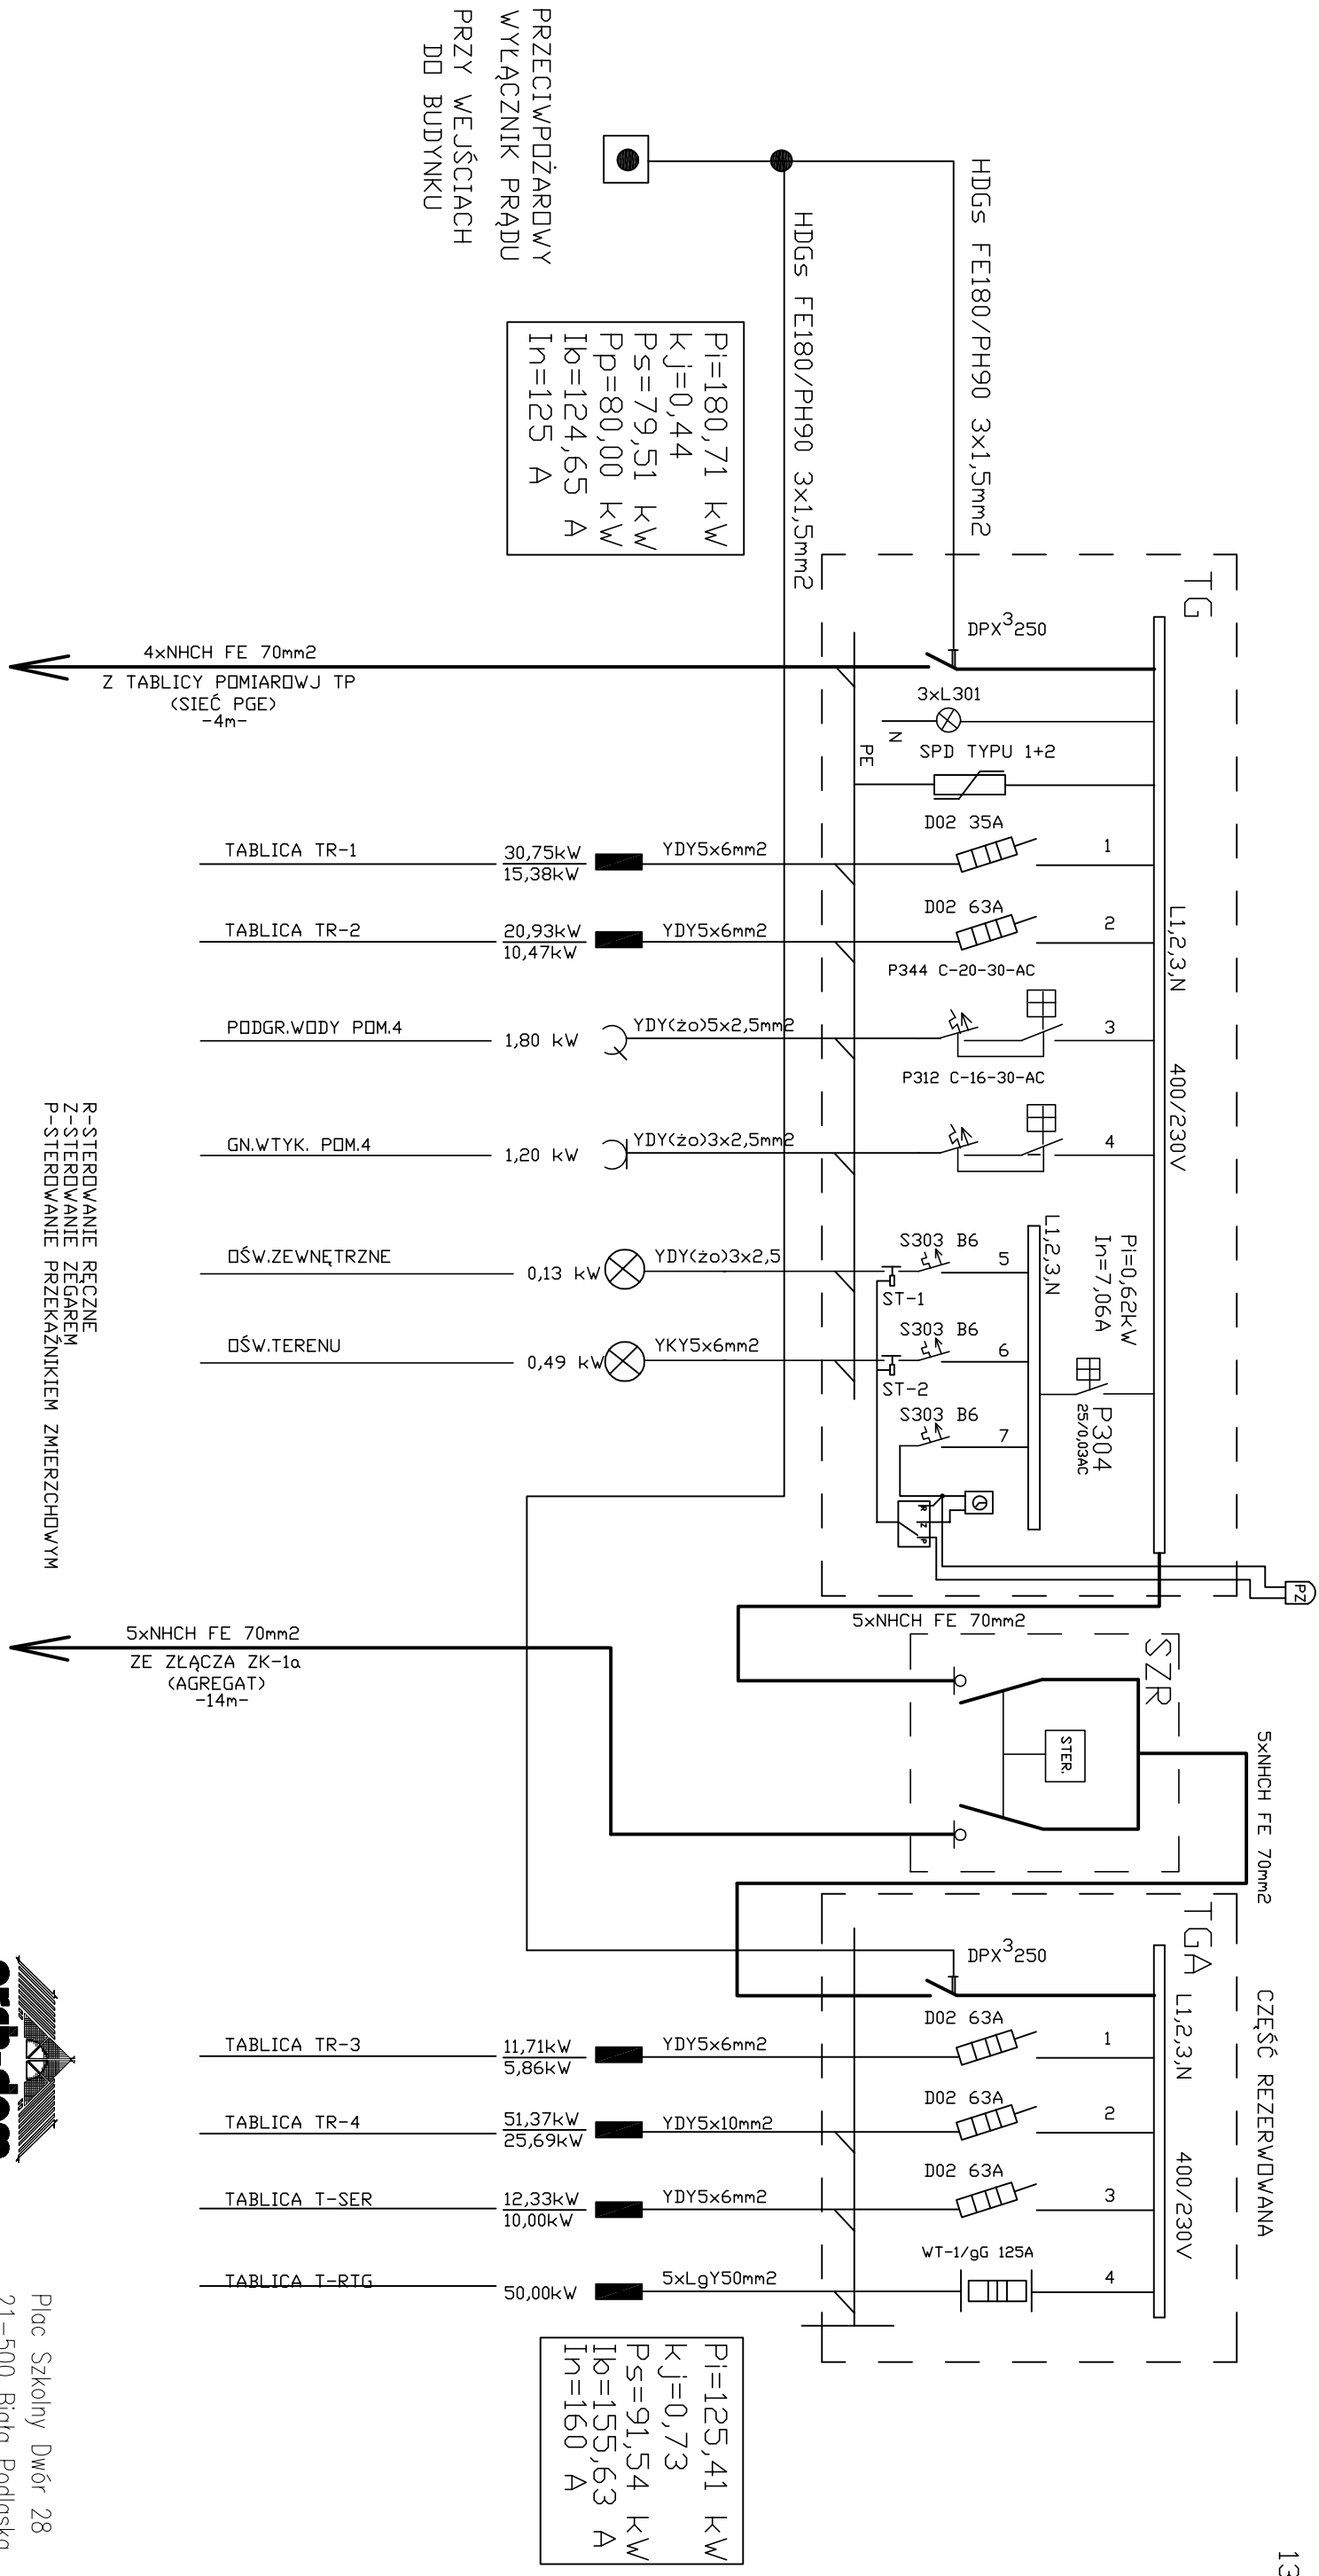 13
PRZECIWPOŻAROWY
WYŁĄCZNIK PRĄDU
PRZY WEJŚCIACH
DO BUDYNKU
HDGs FE180/PH90 3x1,5mm2
HDGs FE180/PH90 3x1,5mm2
Pi=180,71 kW
kj=0,44
Ps=79,51 kW
Pp=80,00 kW
Ib=124,65 A
In=125 A
TG
DPX³250
4xNHCH FE 70mm2
Z TABLICY POMIAROWJ TP
(SIEĆ PGE)
-4m-
3xL301
N
SPD TYPU 1+2
PE
L1,2,3,N 400/230V
D02 35A
1
TABLICA TR-1
30,75kW
15,38kW
YDY5x6mm2
D02 63A
2
TABLICA TR-2
20,93kW
10,47kW
YDY5x6mm2
P344 C-20-30-AC
3
PODGR.WODY POM.4
1,80 kW
YDY(żo)5x2,5mm2
P312 C-16-30-AC
4
GN.WTYK. POM.4
1,20 kW
YDY(żo)3x2,5mm2
Pi=0,62kW
In=7,06A
L1,2,3,N
P304
25/0,03AC
S303 B6
5
OŚW.ZEWNĘTRZNE
0,13 kW
YDY(żo)3x2,5
ST-1
S303 B6
6
OŚW.TERENU
0,49 kW
YKY5x6mm2
ST-2
S303 B6
7
R
Z
P
PZ
R-STEROWANIE RĘCZNE
Z-STEROWANIE ZEGAREM
P-STEROWANIE PRZEKAŹNIKIEM ZMIERZCHOWYM
5xNHCH FE 70mm2
5xNHCH FE 70mm2
ZE ZŁĄCZA ZK-1a
(AGREGAT)
-14m-
SZR
STER.
5xNHCH FE 70mm2
CZĘŚĆ REZERWOWANA
TGA
L1,2,3,N 400/230V
DPX³250
D02 63A
1
TABLICA TR-3
11,71kW
5,86kW
YDY5x6mm2
D02 63A
2
TABLICA TR-4
51,37kW
25,69kW
YDY5x10mm2
D02 63A
3
TABLICA T-SER
12,33kW
10,00kW
YDY5x6mm2
WT-1/gG 125A
4
TABLICA T-RTG
50,00kW
5xLgY50mm2
Pi=125,41 kW
kj=0,73
Ps=91,54 kW
Ib=155,63 A
In=160 A
arch-dom
Plac Szkolny Dwór 28
21-500 Biała Podlaska